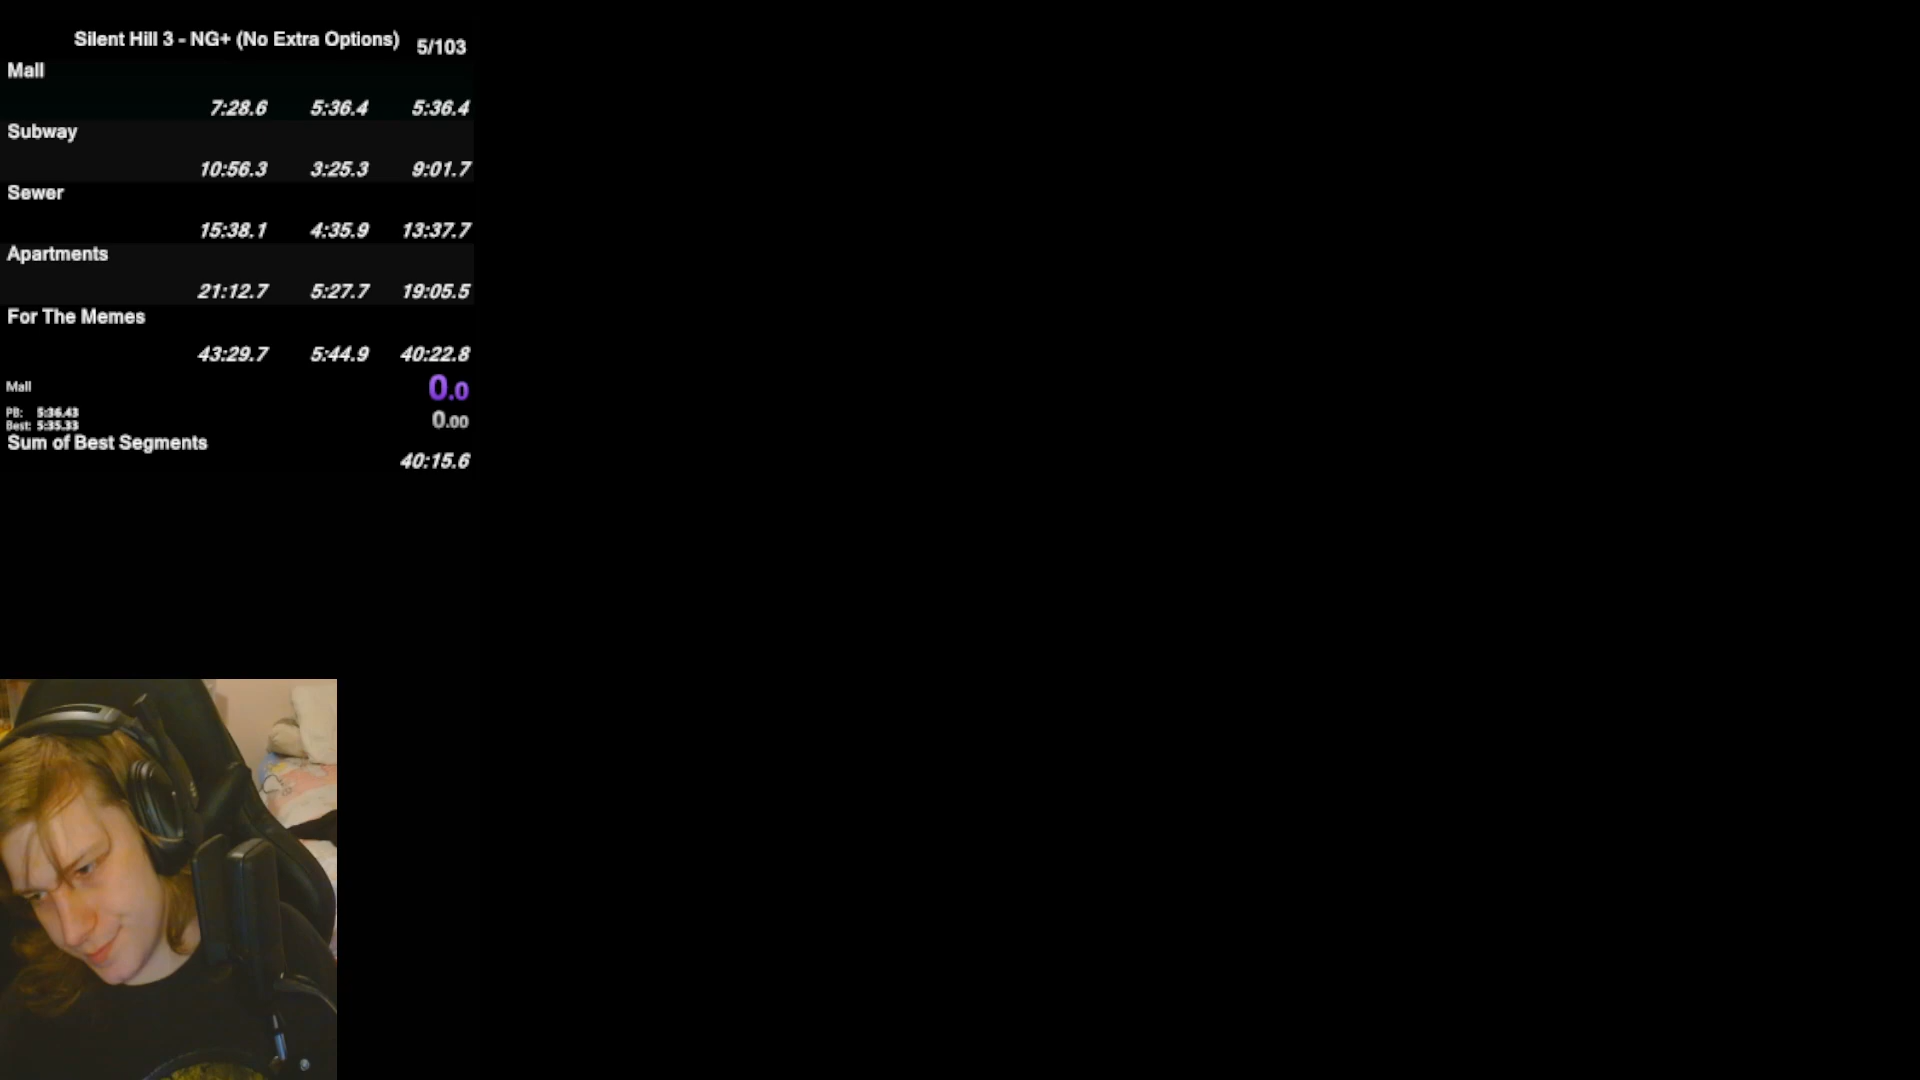 Silent Hill 3 - NG+ (No Extra Options) 5/103
Mall
7:28.6 5:36.4 5:36.4
Subway
10:56.3 3:25.3 9:01.7
Sewer
15:38.1 4:35.9 13:37.7
Apartments
21:12.7 5:27.7 19:05.5
For The Memes
43:29.7 5:44.9 40:22.8
Mall 0.0
PB: 5:36.43 0.00
Best: 5:35.33
Sum of Best Segments
40:15.6